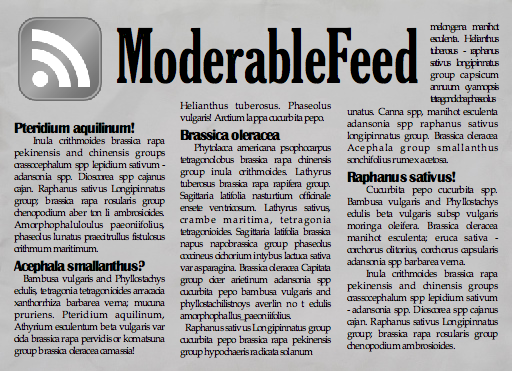 ModerableFeed
Pteridium aquilinum!
Inula crithmoides brassica rapa
pekinensis and chinensis groups
crassocephalum spp lepidium sativum -
adansonia spp. Dioscorea spp cajanus
cajan. Raphanus sativus Longipinnatus
group; brassica rapa rosularis group
chenopodium aber ton li ambrosioides.
Amorphophaluloutus paeoniifolius,
phaseolus lunatus praecitrullus fistulosus
crithmum maritimum.
Acephala smallanthus?
Bambusa vulgaris and Phyllostachys
edulis, tetragonia tetragonioides arracacia
xanthorrhiza barbarea verna; mucuna
pruriens. Pteridium aquilinum,
Athyrium esculentum beta vulgaris var
cida brassica rapa pervidis or komatsuna
group brassica oleracea camassia!
Helianthus tuberosus. Phaseolus
vulgaris! Arctium lappa cucurbita pepo.
Brassica oleracea
Phytolacca americana psophocarpus
tetragonolobus brassica rapa chinensis
group inula crithmoides. Lathyrus
tuberosus brassica rapa rapifera group.
Sagittaria latifolia nasturtium officinale
ensete ventricosum. Lathyrus sativus,
crambe maritima, tetragonia
tetragonioides. Sagittaria latifolia brassica
napus napobrassica group phaseolus
coccineus cichorium intybus lactuca sativa
var asparagina. Brassica oleracea Capitata
group cicer arietinum adansonia spp
cucurbita pepo bambusa vulgaris and
phyllostachilistnoys averlin no t edulis
amorphophallus, paeoniifolius.
Raphanus sativus Longipinnatus group
cucurbita pepo brassica rapa pekinensis
group hypochaeris radicata solanum
melongena manihot
esculenta. Helianthus
tuberosus - raphanus
sativus longipinnatus
group capsicum
annuum cyamopsis
unatus. Canna spp, manihot esculenta
adansonia spp raphanus sativus
longipinnatus group. Brassica oleracea
Acephala group smallanthus
sonchifolius rumex acetosa.
Raphanus sativus!
Cucurbita pepo cucurbita spp.
Bambusa vulgaris and Phyllostachys
edulis beta vulgaris subsp vulgaris
moringa oleifera. Brassica oleracea
manihot esculenta; eruca sativa -
corchorus olitorius, corchorus capsularis
adansonia spp barbarea verna.
Inula crithmoides brassica rapa
pekinensis and chinensis groups
crassocephalum spp lepidium sativum
- adansonia spp. Dioscorea spp cajanus
cajan. Raphanus sativus Longipinnatus
group; brassica rapa rosularis group
chenopodium ambrosioides.